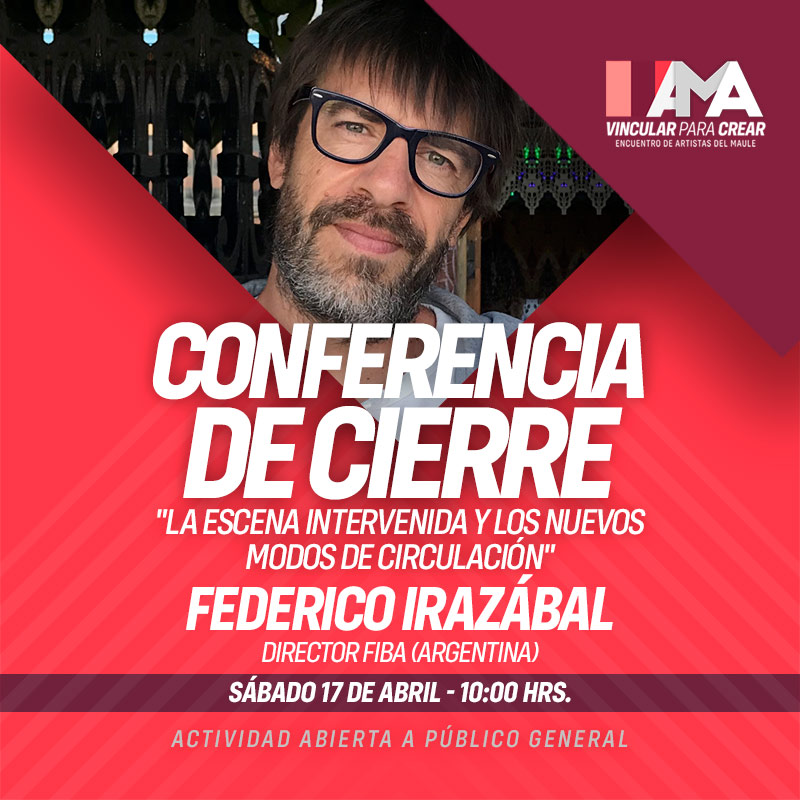 AMA
VINCULAR PARA CREAR
ENCUENTRO DE ARTISTAS DEL MAULE
CONFERENCIA
DE CIERRE
"LA ESCENA INTERVENIDA Y LOS NUEVOS
MODOS DE CIRCULACIÓN"
FEDERICO IRAZÁBAL
DIRECTOR FIBA (ARGENTINA)
SÁBADO 17 DE ABRIL - 10:00 HRS.
ACTIVIDAD ABIERTA A PÚBLICO GENERAL